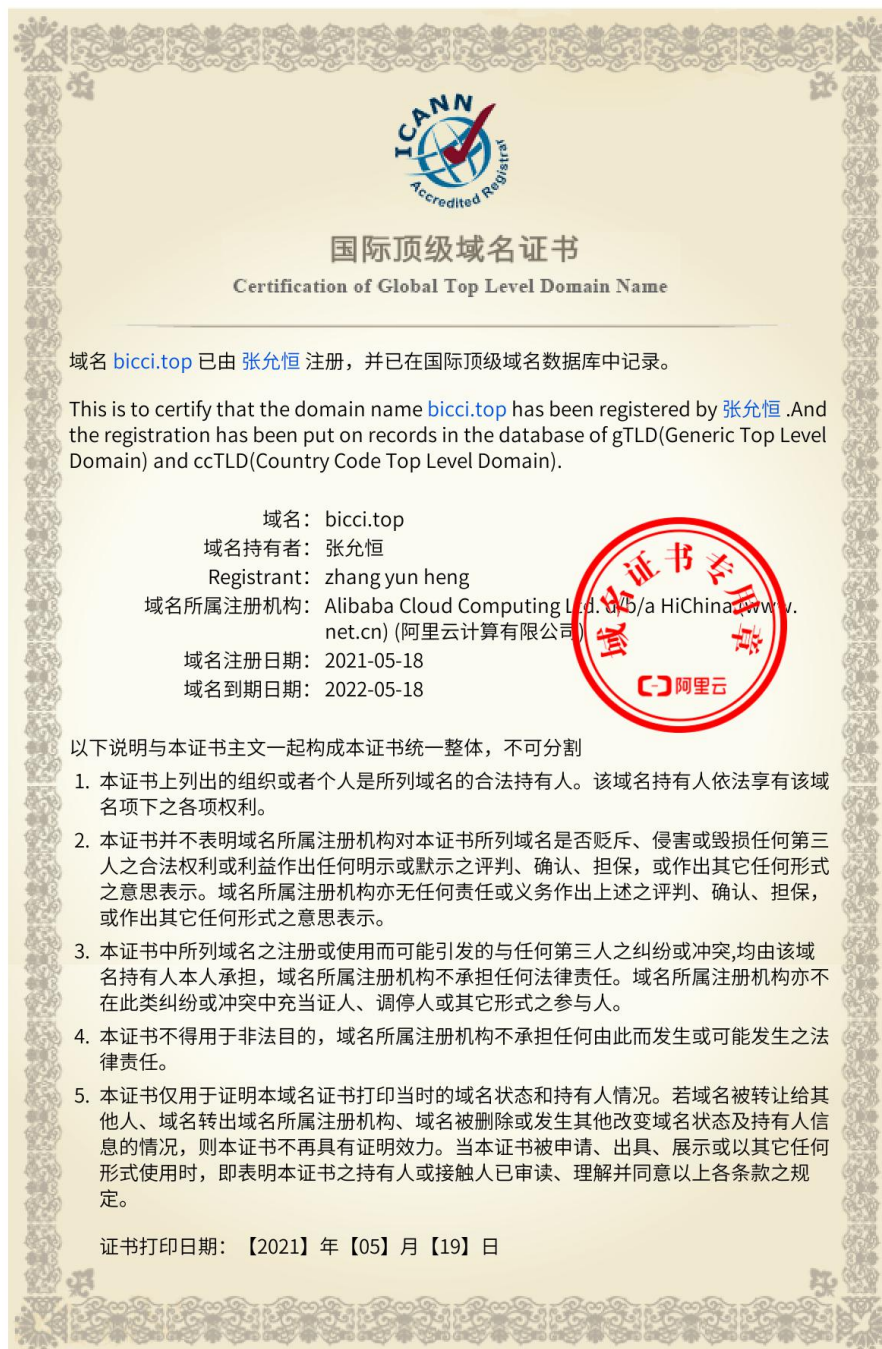 ICANN
Accredited Registrar
国际顶级域名证书
Certification of Global Top Level Domain Name
域名 bicci.top 已由 张允恒 注册，并已在国际顶级域名数据库中记录。
This is to certify that the domain name bicci.top has been registered by 张允恒 .And
the registration has been put on records in the database of gTLD(Generic Top Level
Domain) and ccTLD(Country Code Top Level Domain).
域名： bicci.top
域名持有者： 张允恒
Registrant： zhang yun heng
域名所属注册机构： Alibaba Cloud Computing Ltd. d/b/a HiChina (www.
net.cn) (阿里云计算有限公司)
域名注册日期： 2021-05-18
域名到期日期： 2022-05-18
域名证书专用章
阿里云
以下说明与本证书主文一起构成本证书统一整体，不可分割
1. 本证书上列出的组织或者个人是所列域名的合法持有人。该域名持有人依法享有该域
名项下之各项权利。
2. 本证书并不表明域名所属注册机构对本证书所列域名是否贬斥、侵害或毁损任何第三
人之合法权利或利益作出任何明示或默示之评判、确认、担保，或作出其它任何形式
之意思表示。域名所属注册机构亦无任何责任或义务作出上述之评判、确认、担保，
或作出其它任何形式之意思表示。
3. 本证书中所列域名之注册或使用而可能引发的与任何第三人之纠纷或冲突,均由该域
名持有人本人承担，域名所属注册机构不承担任何法律责任。域名所属注册机构亦不
在此类纠纷或冲突中充当证人、调停人或其它形式之参与人。
4. 本证书不得用于非法目的，域名所属注册机构不承担任何由此而发生或可能发生之法
律责任。
5. 本证书仅用于证明本域名证书打印当时的域名状态和持有人情况。若域名被转让给其
他人、域名转出域名所属注册机构、域名被删除或发生其他改变域名状态及持有人信
息的情况，则本证书不再具有证明效力。当本证书被申请、出具、展示或以其它任何
形式使用时，即表明本证书之持有人或接触人已审读、理解并同意以上各条款之规
定。
证书打印日期： 【2021】年【05】月【19】日